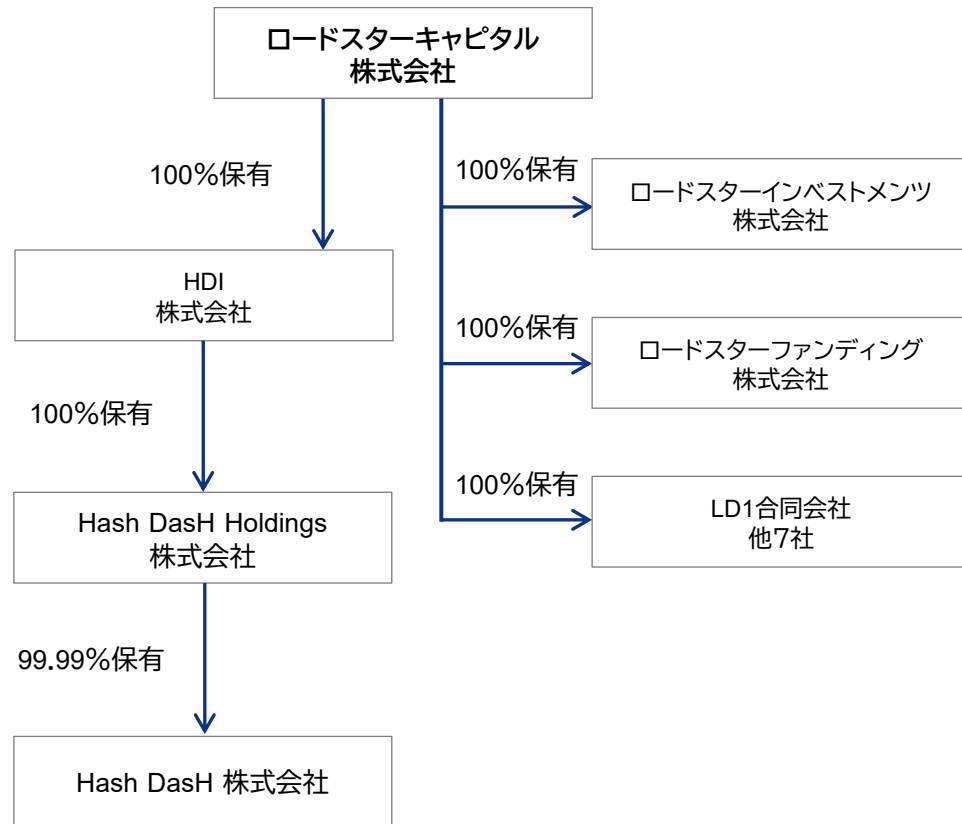 ロードスターキャピタル
株式会社
100%保有
100%保有
ロードスターインベストメンツ
株式会社
HDI
株式会社
100%保有
ロードスターファンディング
株式会社
100%保有
100%保有
Hash DasH Holdings
株式会社
LD1合同会社
他7社
99.99%保有
Hash DasH 株式会社